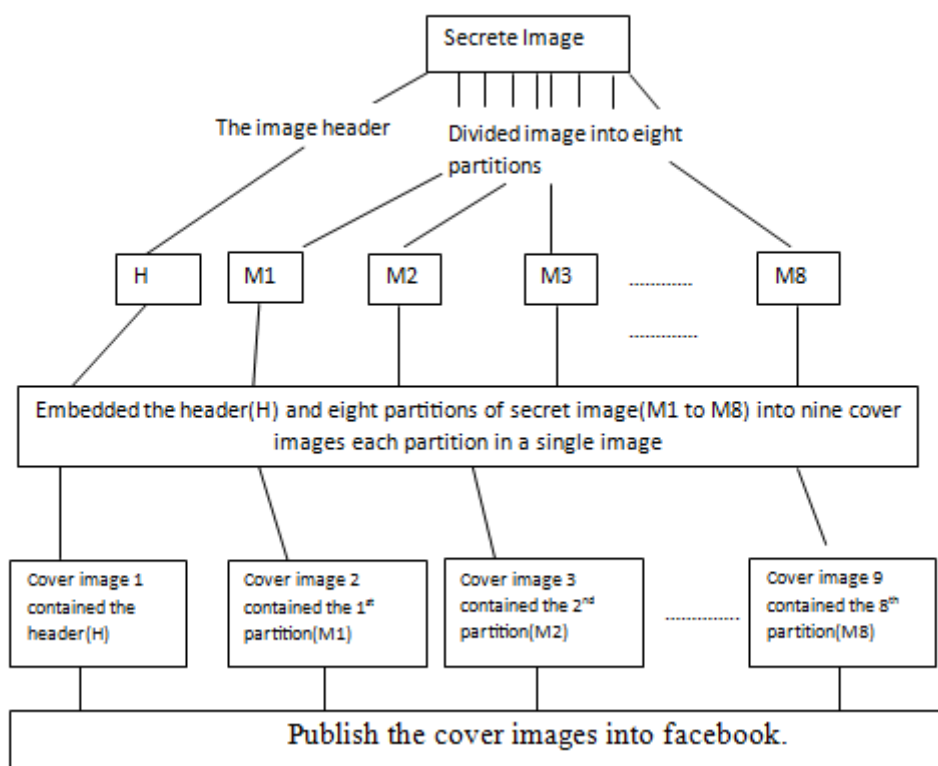 Secrete Image
The image header
Divided image into eight
partitions
H
M1
M2
M3
M8
Embedded the header(H) and eight partitions of secret image(M1 to M8) into nine cover
images each partition in a single image
Cover image 1
contained the
header(H)
Cover image 2
contained the 1st
partition(M1)
Cover image 3
contained the 2nd
partition(M2)
Cover image 9
contained the 8th
partition(M8)
Publish the cover images into facebook.